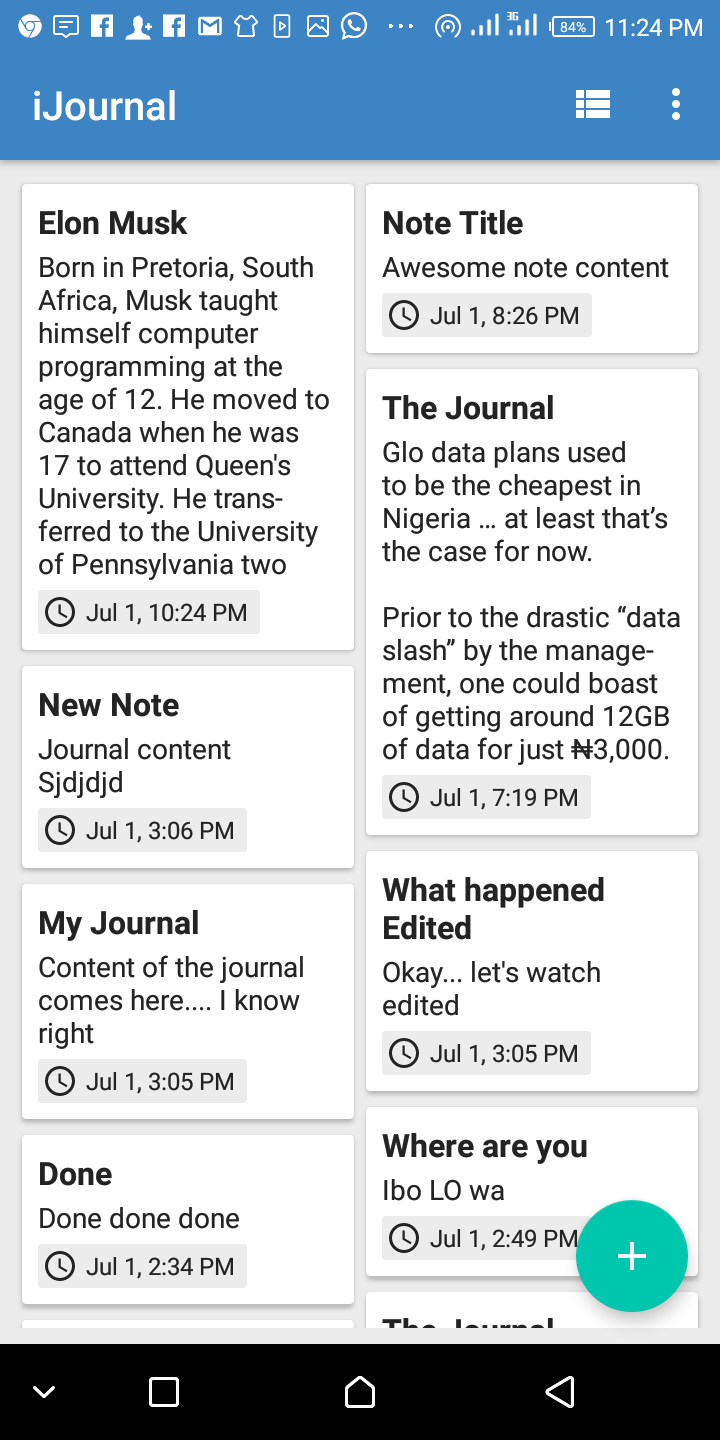 3G
84%
11:24 PM
iJournal
Elon Musk
Born in Pretoria, South
Africa, Musk taught
himself computer
programming at the
age of 12. He moved to
Canada when he was
17 to attend Queen's
University. He trans-
ferred to the University
of Pennsylvania two
Jul 1, 10:24 PM
New Note
Journal content
Sjdjdjd
Jul 1, 3:06 PM
My Journal
Content of the journal
comes here.... I know
right
Jul 1, 3:05 PM
Done
Done done done
Jul 1, 2:34 PM
Note Title
Awesome note content
Jul 1, 8:26 PM
The Journal
Glo data plans used
to be the cheapest in
Nigeria … at least that’s
the case for now.
Prior to the drastic “data
slash” by the manage-
ment, one could boast
of getting around 12GB
of data for just ₦3,000.
Jul 1, 7:19 PM
What happened
Edited
Okay... let's watch
edited
Jul 1, 3:05 PM
Where are you
Ibo LO wa
Jul 1, 2:49 PM
The Journal